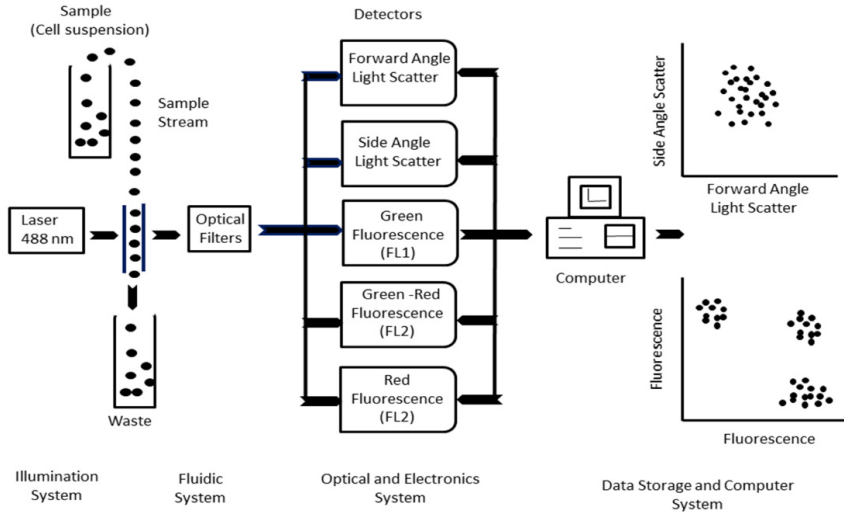 Sample
(Cell suspension)
Sample
Stream
Laser
488 nm
Optical
Filters
Waste
Detectors
Forward Angle
Light Scatter
Side Angle
Light Scatter
Green
Fluorescence
(FL1)
Green -Red
Fluorescence
(FL2)
Red
Fluorescence
(FL2)
Computer
Side Angle Scatter
Forward Angle
Light Scatter
Fluorescence
Fluorescence
Illumination
System
Fluidic
System
Optical and Electronics
System
Data Storage and Computer
System